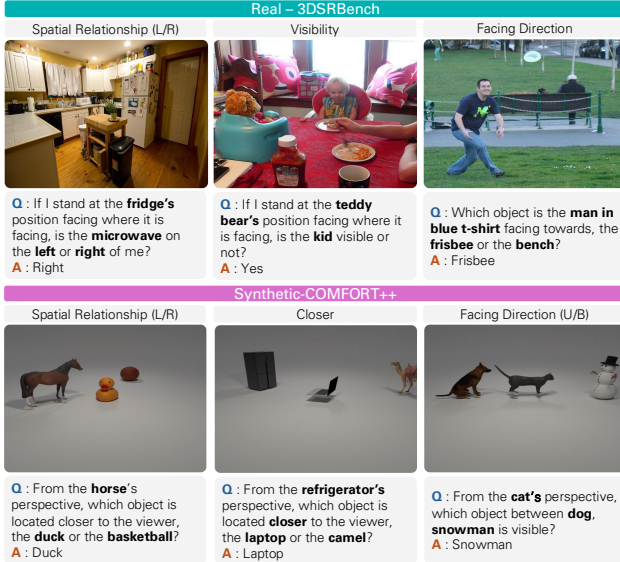 Real – 3DSRBench
Spatial Relationship (L/R)
Visibility
Facing Direction
Q : If I stand at the fridge's
position facing where it is
facing, is the microwave on
the left or right of me?
A : Right
Q : If I stand at the teddy
bear's position facing where it
is facing, is the kid visible or
not?
A : Yes
Q : Which object is the man in
blue t-shirt facing towards, the
frisbee or the bench?
A : Frisbee
Synthetic-COMFORT++
Spatial Relationship (L/R)
Closer
Facing Direction (U/B)
Q : From the horse's
perspective, which object is
located closer to the viewer,
the duck or the basketball?
A : Duck
Q : From the refrigerator's
perspective, which object is
located closer to the viewer,
the laptop or the camel?
A : Laptop
Q : From the cat's perspective,
which object between dog,
snowman is visible?
A : Snowman